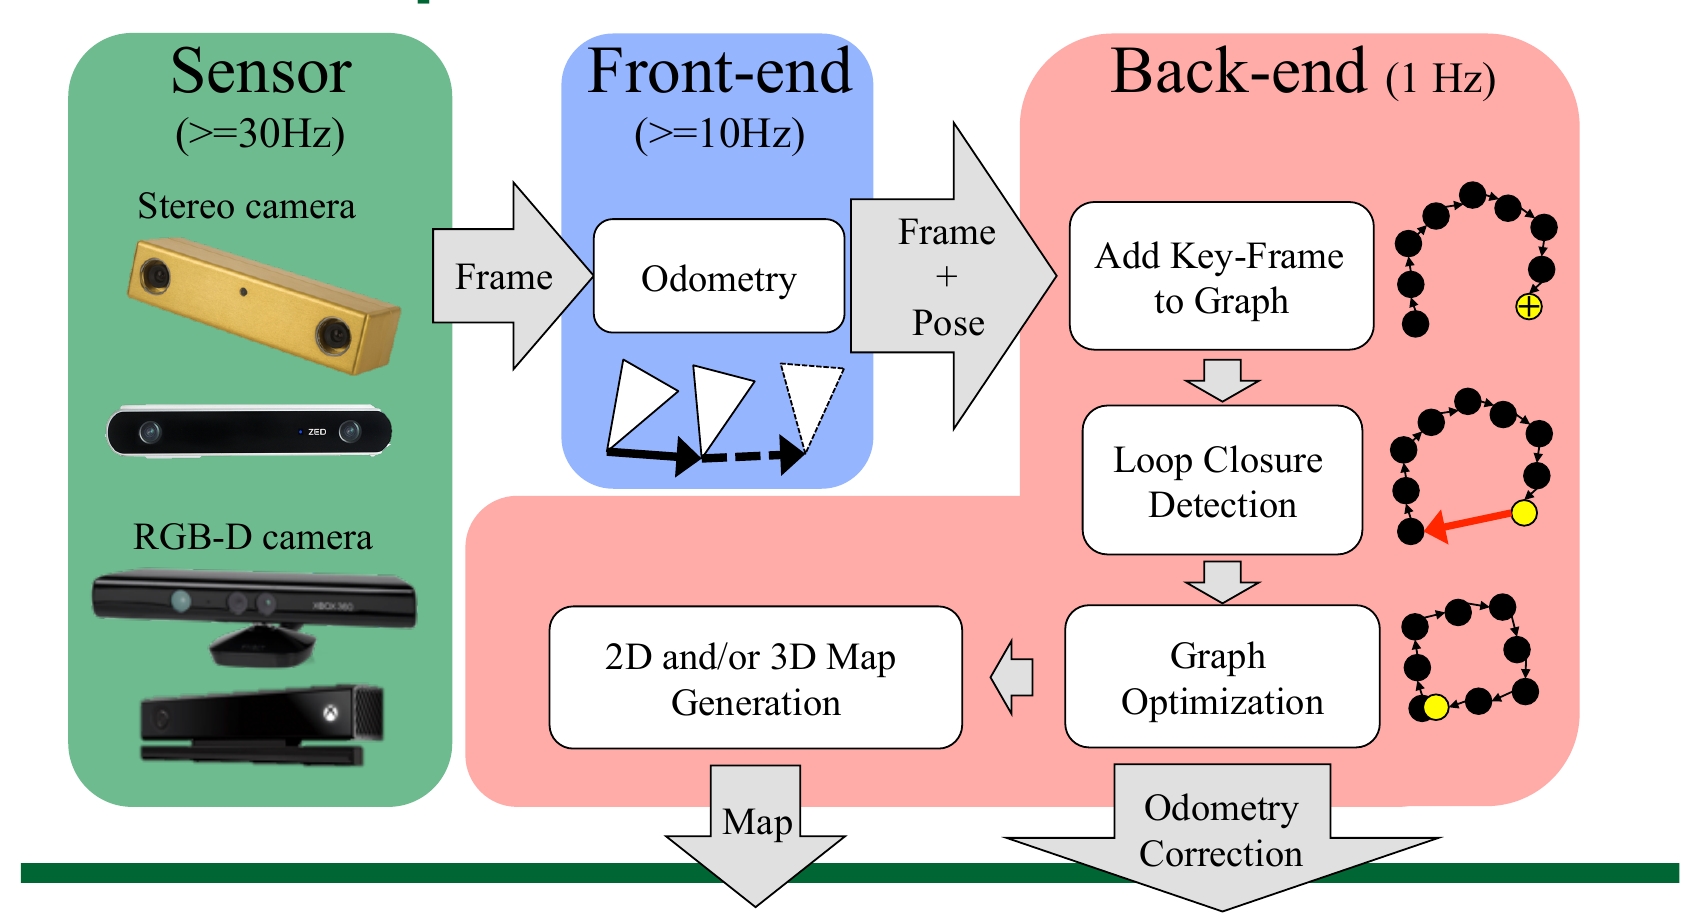 Sensor
(>=30Hz)
Stereo camera
ZED
RGB-D camera
XBOX 360
Frame
Front-end
(>=10Hz)
Odometry
Frame
+
Pose
Back-end (1 Hz)
Add Key-Frame
to Graph
Loop Closure
Detection
Graph
Optimization
2D and/or 3D Map
Generation
Map
Odometry
Correction